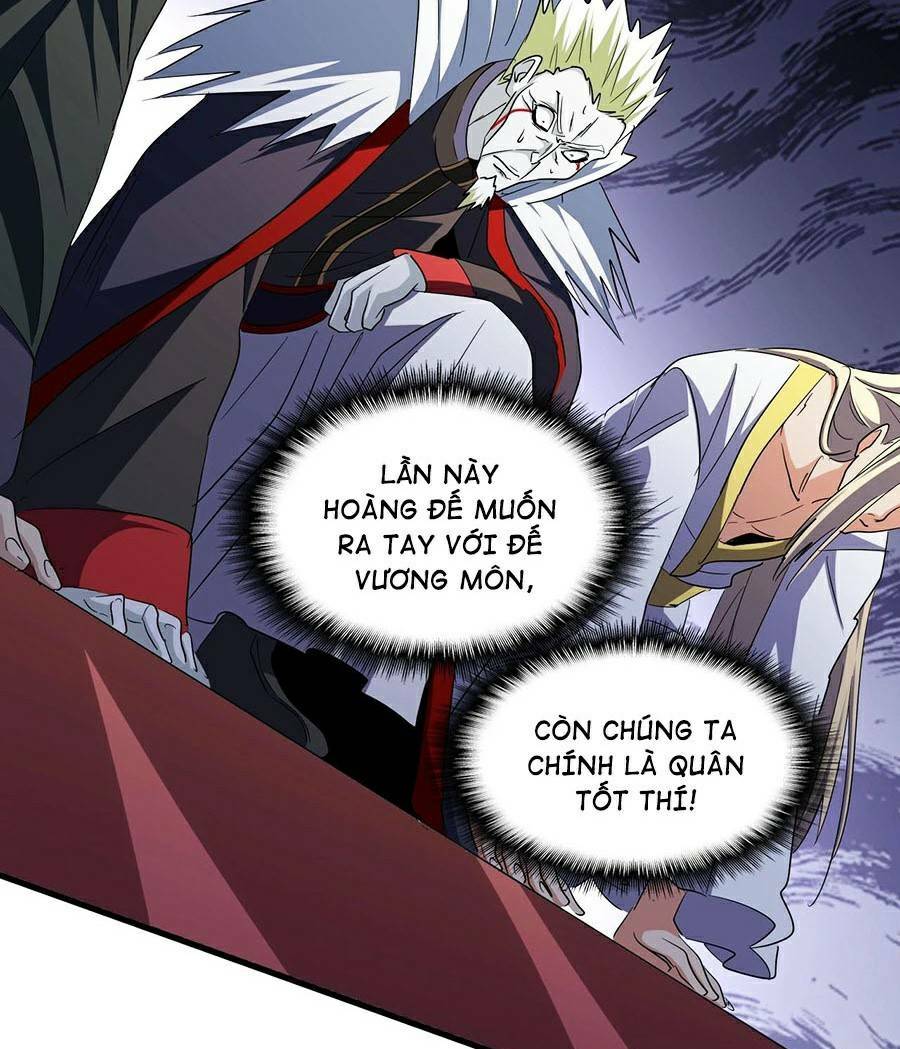 LẦN NÀY
HOÀNG ĐẾ MUỐN
RA TAY VỚI ĐẾ
VƯƠNG MÔN,
CÒN CHÚNG TA
CHÍNH LÀ QUÂN
TỐT THÍ!